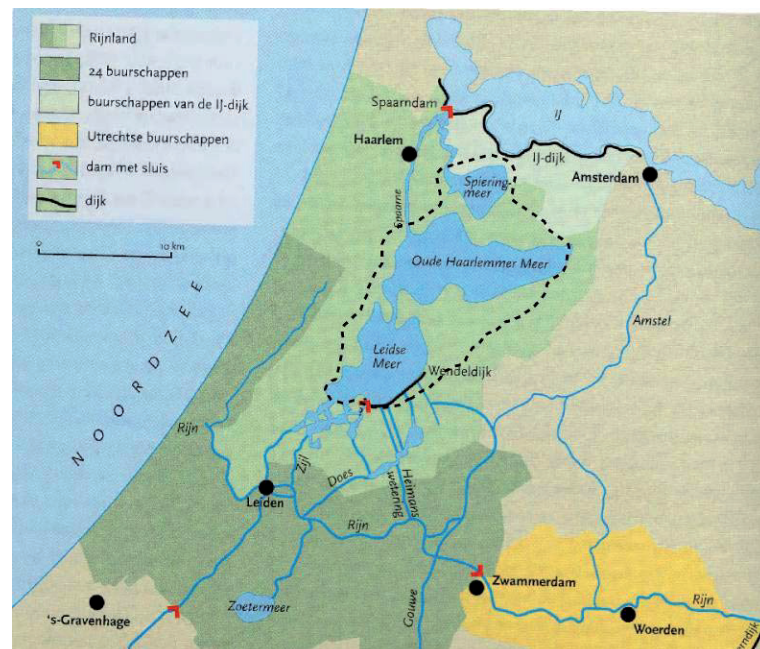 Rijnland
24 buurschappen
buurschappen van de IJ-dijk
Utrechtse buurschappen
dam met sluis
dijk
0
10 km
Spaarndam
IJ
Haarlem
IJ-dijk
Amsterdam
Spiering-
meer
Spaarne
Oude Haarlemmer Meer
Amstel
Leidse
Meer
Wendeldijk
NOORDZEE
Rijn
Zijl
Does
Heimans
wetering
Leiden
Rijn
Zwammerdam
Zoetermeer
Gouwe
's-Gravenhage
Rijn
Woerden